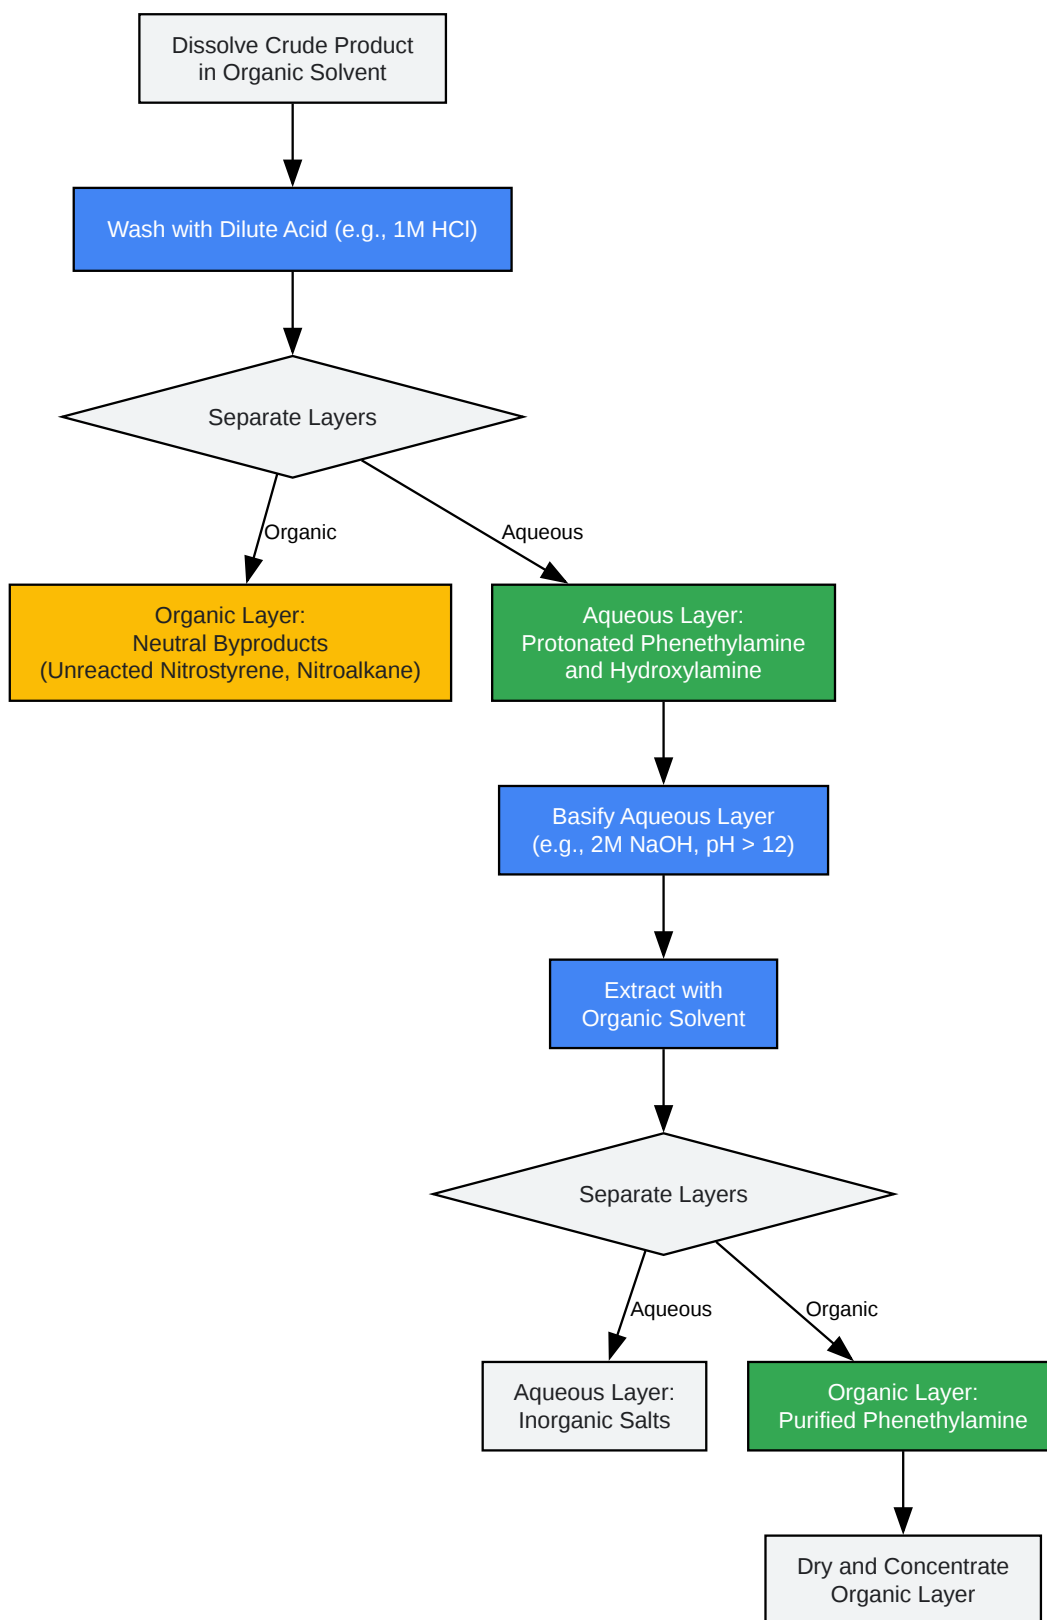 Dissolve Crude Product
in Organic Solvent
Wash with Dilute Acid (e.g., 1M HCl)
Separate Layers
Organic
Aqueous
Organic Layer:
Neutral Byproducts
(Unreacted Nitrostyrene, Nitroalkane)
Aqueous Layer:
Protonated Phenethylamine
and Hydroxylamine
Basify Aqueous Layer
(e.g., 2M NaOH, pH > 12)
Extract with
Organic Solvent
Separate Layers
Aqueous
Organic
Aqueous Layer:
Inorganic Salts
Organic Layer:
Purified Phenethylamine
Dry and Concentrate
Organic Layer